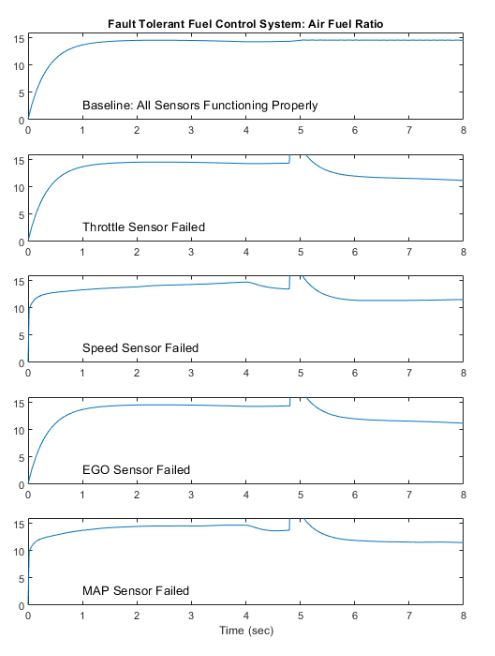 Fault Tolerant Fuel Control System: Air Fuel Ratio
15
10
5
0
Baseline: All Sensors Functioning Properly
0 1 2 3 4 5 6 7 8
15
10
5
0
Throttle Sensor Failed
0 1 2 3 4 5 6 7 8
15
10
5
0
Speed Sensor Failed
0 1 2 3 4 5 6 7 8
15
10
5
0
EGO Sensor Failed
0 1 2 3 4 5 6 7 8
15
10
5
0
MAP Sensor Failed
0 1 2 3 4 5 6 7 8
Time (sec)